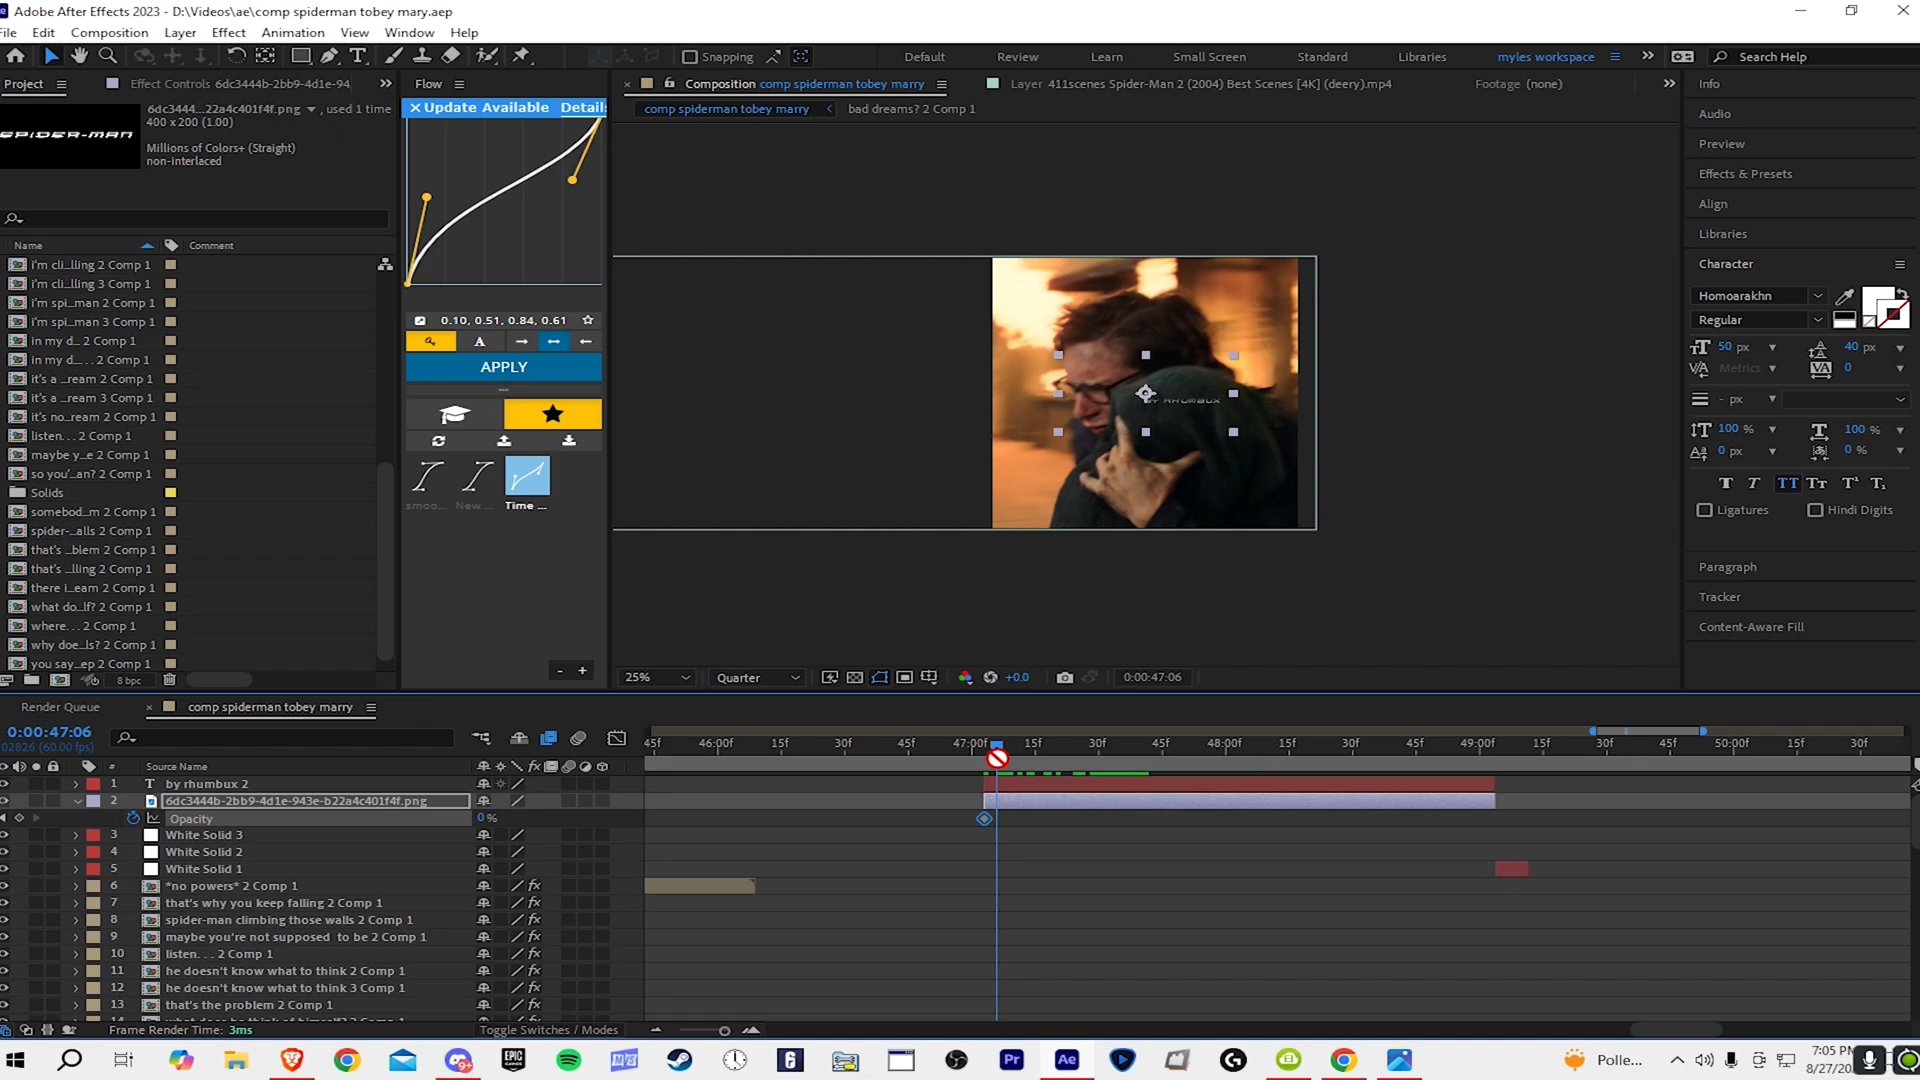 Adobe After Effects 2023 - D:\Videos\ae\comp spiderman tobey mary.aep
File Edit Composition Layer Effect Animation View Window Help
Snapping
Default Review Learn Small Screen Standard Libraries myles workspace
Search Help
Project
Effect Controls 6dc3444b-2bb9-4d1e-94
Flow
Composition comp spiderman tobey marry
Layer 411scenes Spider-Man 2 (2004) Best Scenes [4K] (deery).mp4
Footage (none)
Info
6dc3444...22a4c401f4f.png , used 1 time
400 x 200 (1.00)
Millions of Colors+ (Straight)
non-interlaced
SPIDER-MAN
Update Available Details
comp spiderman tobey marry
bad dreams? 2 Comp 1
Audio
Preview
Effects & Presets
Align
Libraries
Character
Homoarakhn
Regular
50 px
40 px
Metrics
0
- px
100 %
100 %
0 px
0 %
Ligatures
Hindi Digits
Paragraph
Tracker
Content-Aware Fill
Name
Comment
i'm cli...lling 2 Comp 1
i'm cli...lling 3 Comp 1
i'm spi...man 2 Comp 1
i'm spi...man 3 Comp 1
in my d... 2 Comp 1
in my d... . . 2 Comp 1
it's a ...ream 2 Comp 1
it's a ...ream 3 Comp 1
it's no...ream 2 Comp 1
listen. . . 2 Comp 1
maybe y...e 2 Comp 1
so you'...an? 2 Comp 1
Solids
somebod...m 2 Comp 1
spider-...alls 2 Comp 1
that's ...blem 2 Comp 1
that's ...lling 2 Comp 1
there i...eam 2 Comp 1
what do...lf? 2 Comp 1
where. . . 2 Comp 1
why doe...ls? 2 Comp 1
you say...ep 2 Comp 1
8 bpc
0.10, 0.51, 0.84, 0.61
A
APPLY
smoo...
New ...
Time ...
BY RHUMBUX
25%
Quarter
+0.0
0:00:47:06
Render Queue
comp spiderman tobey marry
0:00:47:06
02826 (60.00 fps)
45f 46:00f 15f 30f 45f 47:00f 15f 30f 45f 48:00f 15f 30f 45f 49:00f 15f 30f 45f 50:00f 15f 30f
# Source Name
1 by rhumbux 2
2 6dc3444b-2bb9-4d1e-943e-b22a4c401f4f.png
Opacity 0 %
3 White Solid 3
4 White Solid 2
5 White Solid 1
6 *no powers* 2 Comp 1
7 that's why you keep falling 2 Comp 1
8 spider-man climbing those walls 2 Comp 1
9 maybe you're not supposed to be 2 Comp 1
10 listen. . . 2 Comp 1
11 he doesn't know what to think 2 Comp 1
12 he doesn't know what to think 3 Comp 1
13 that's the problem 2 Comp 1
Frame Render Time: 3ms
Toggle Switches / Modes
EPIC GAMES
Pr
Ae
Polle...
7:05 PM